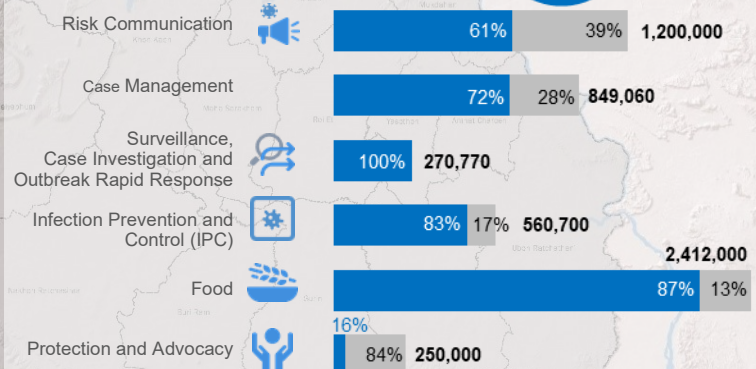 Risk Communication
61% 39% 1,200,000
Case Management
72% 28% 849,060
Surveillance,
Case Investigation and
Outbreak Rapid Response
100% 270,770
Infection Prevention and
Control (IPC)
83% 17% 560,700
2,412,000
Food
87% 13%
16%
Protection and Advocacy
84% 250,000